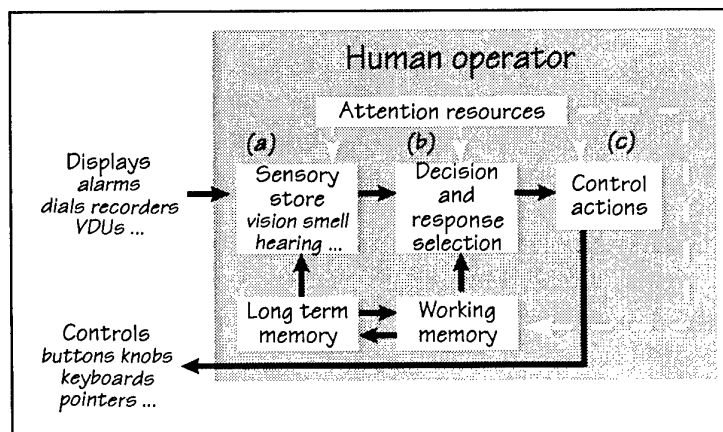 Human operator
Attention resources
(a)
(b)
(c)
Displays
alarms
dials recorders
VDUs ...
Sensory
store
vision smell
hearing ...
Decision
and
response
selection
Control
actions
Long term
memory
Working
memory
Controls
buttons knobs
keyboards
pointers ...